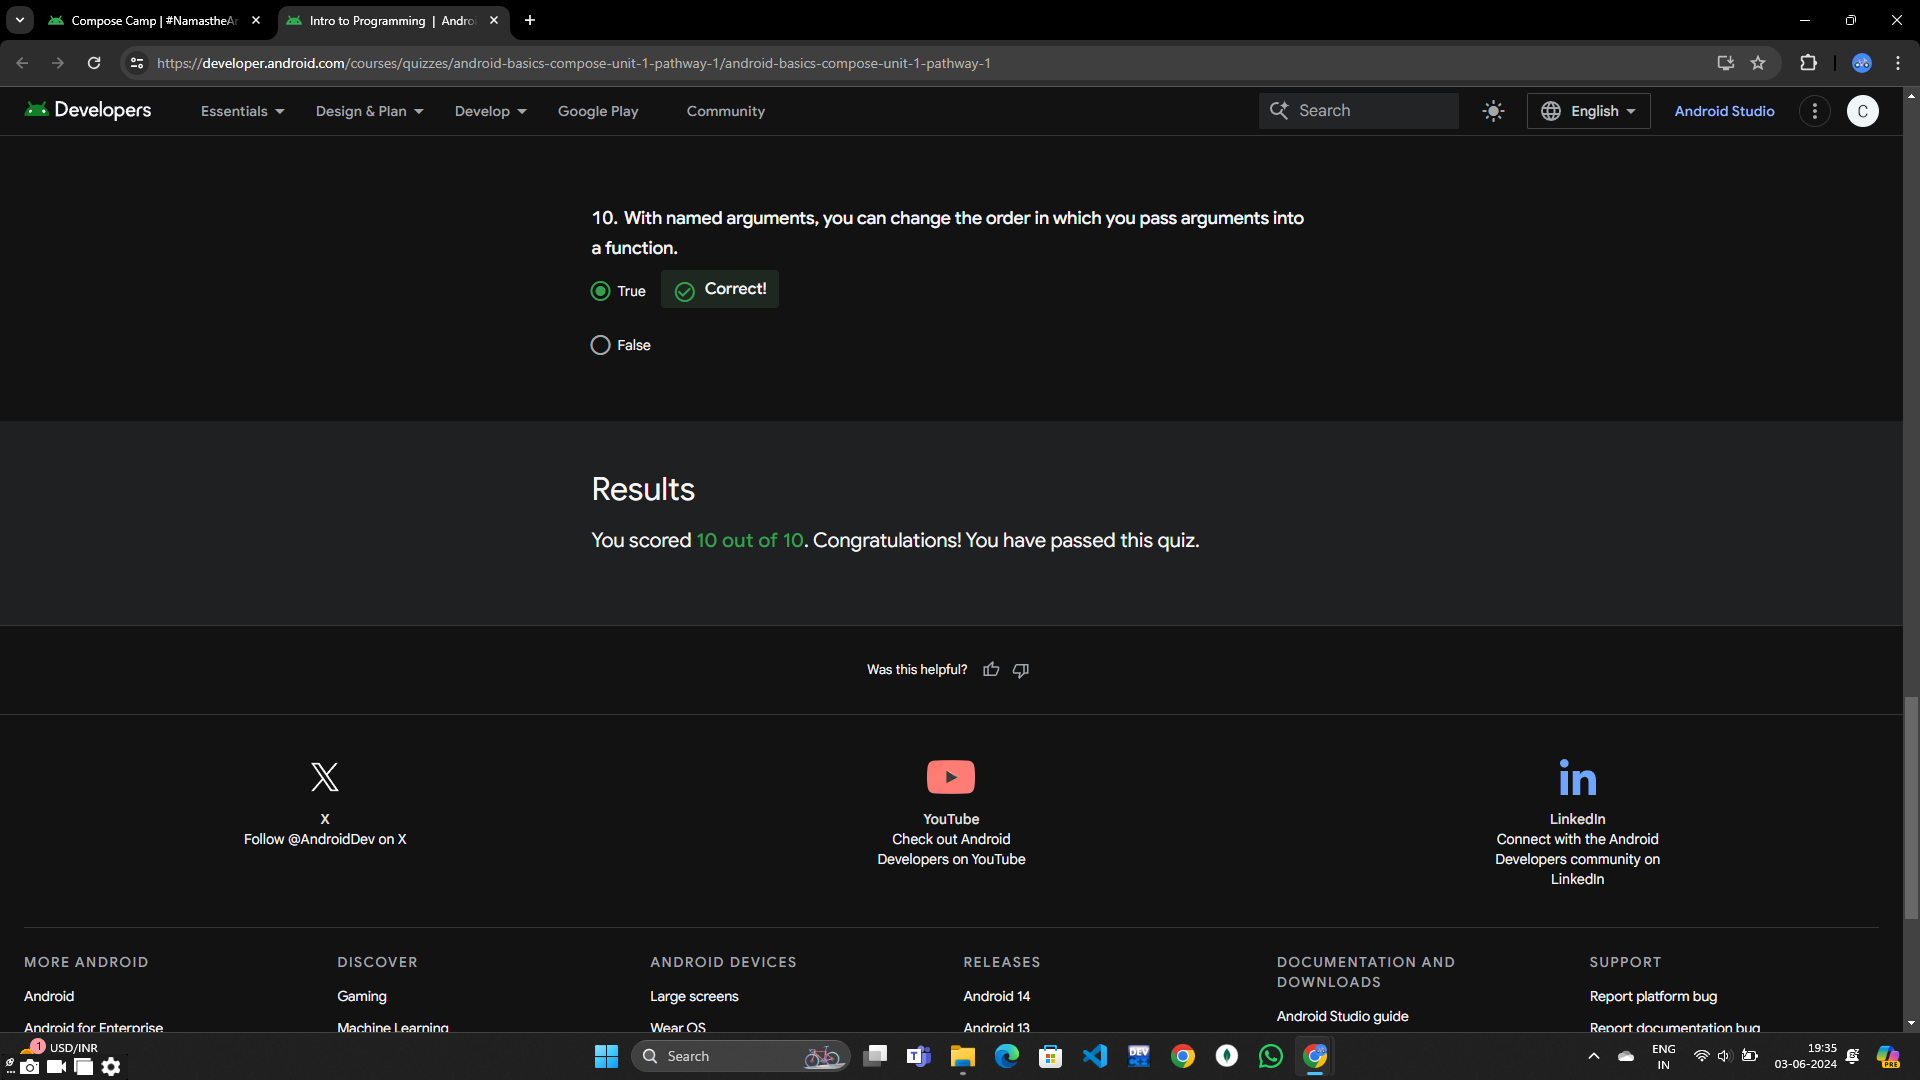 Compose Camp | #NamastheAn
Intro to Programming | Androi
https://developer.android.com/courses/quizzes/android-basics-compose-unit-1-pathway-1/android-basics-compose-unit-1-pathway-1
Developers
Essentials
Design & Plan
Develop
Google Play
Community
Search
English
Android Studio
C
10. With named arguments, you can change the order in which you pass arguments into
a function.
True
Correct!
False
Results
You scored 10 out of 10. Congratulations! You have passed this quiz.
Was this helpful?
X
Follow @AndroidDev on X
YouTube
Check out Android
Developers on YouTube
in
LinkedIn
Connect with the Android
Developers community on
LinkedIn
MORE ANDROID
Android
Android for Enterprise
DISCOVER
Gaming
Machine Learning
ANDROID DEVICES
Large screens
Wear OS
RELEASES
Android 14
Android 13
DOCUMENTATION AND
DOWNLOADS
Android Studio guide
SUPPORT
Report platform bug
Report documentation bug
1
USD/INR
Search
DEV
ENG
IN
19:35
03-06-2024
PRE